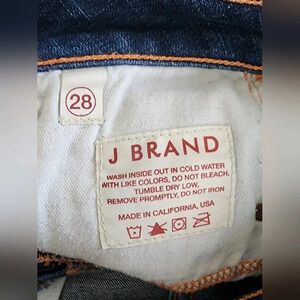 28
J BRAND
WASH INSIDE OUT IN COLD WATER
WITH LIKE COLORS, DO NOT BLEACH,
TUMBLE DRY LOW,
REMOVE PROMPTLY, DO NOT IRON
MADE IN CALIFORNIA, USA